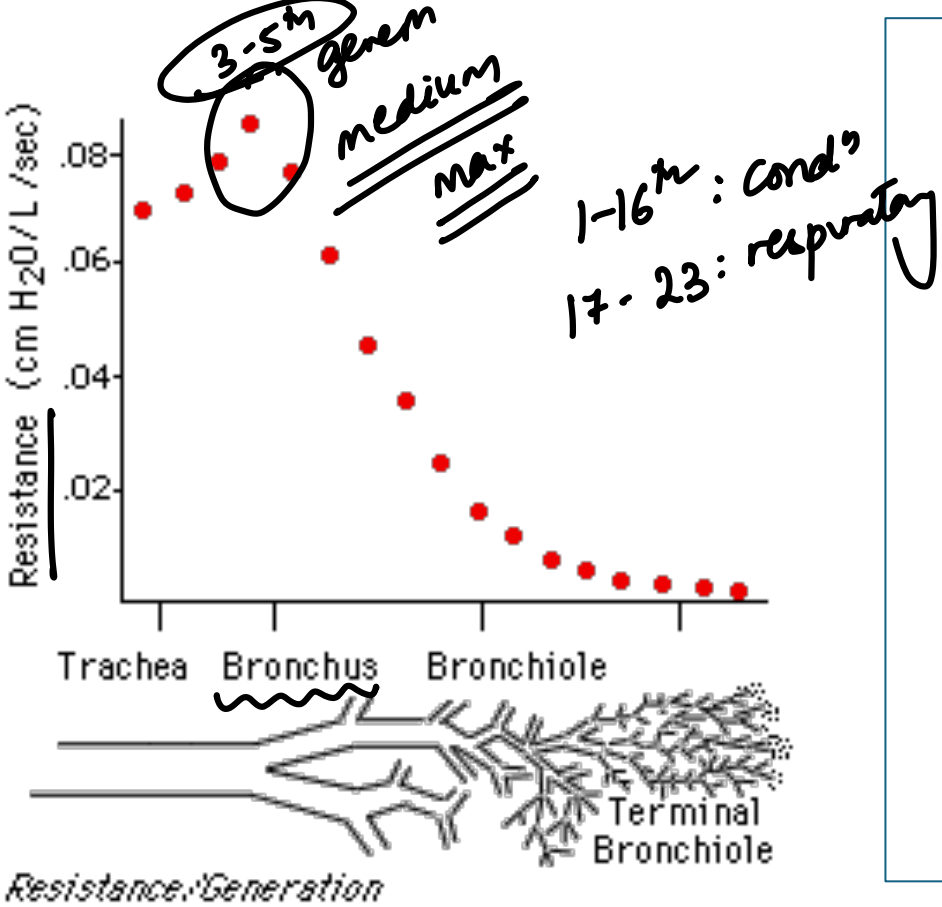 3-5th
genern
medium
max
1-16th : cond"
17- 23: respiratory
Resistance (cm H2O/L/sec)
.08
.06
.04
.02
Trachea Bronchus Bronchiole
Terminal
Bronchiole
Resistance/Generation